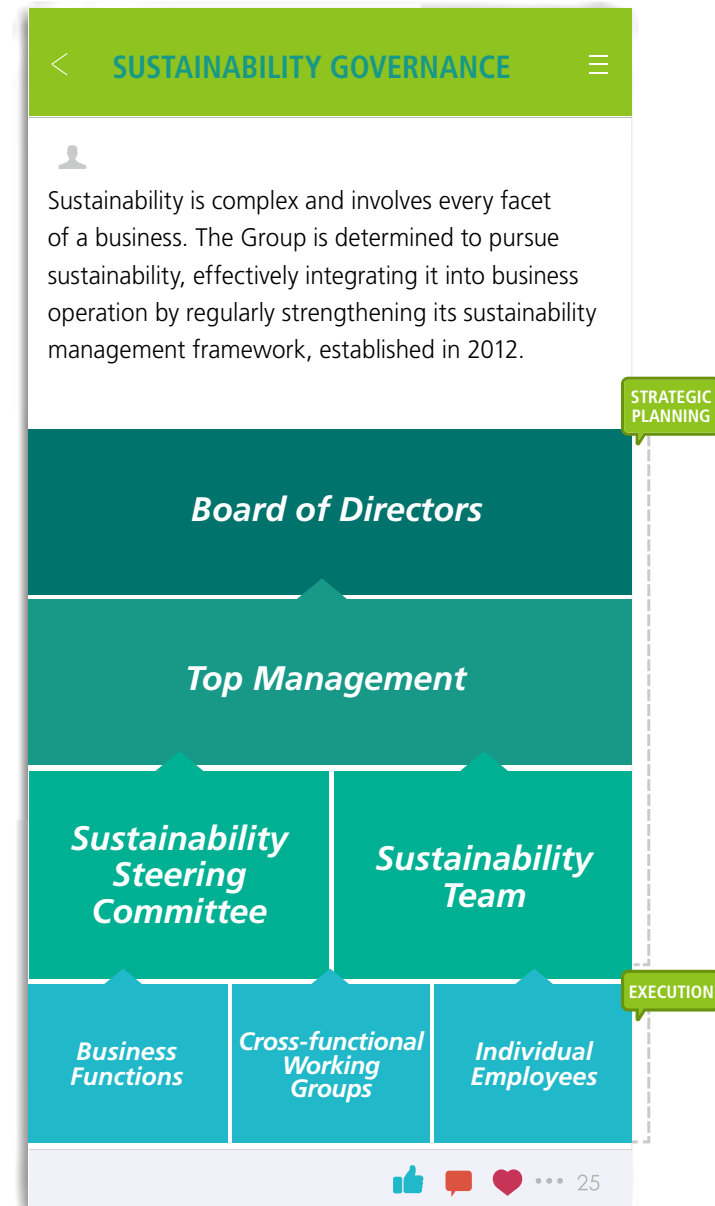 SUSTAINABILITY GOVERNANCE
Sustainability is complex and involves every facet
of a business. The Group is determined to pursue
sustainability, effectively integrating it into business
operation by regularly strengthening its sustainability
management framework, established in 2012.
STRATEGIC
PLANNING
Board of Directors
Top Management
Sustainability
Steering
Committee
Sustainability
Team
EXECUTION
Business
Functions
Cross-functional
Working
Groups
Individual
Employees
25